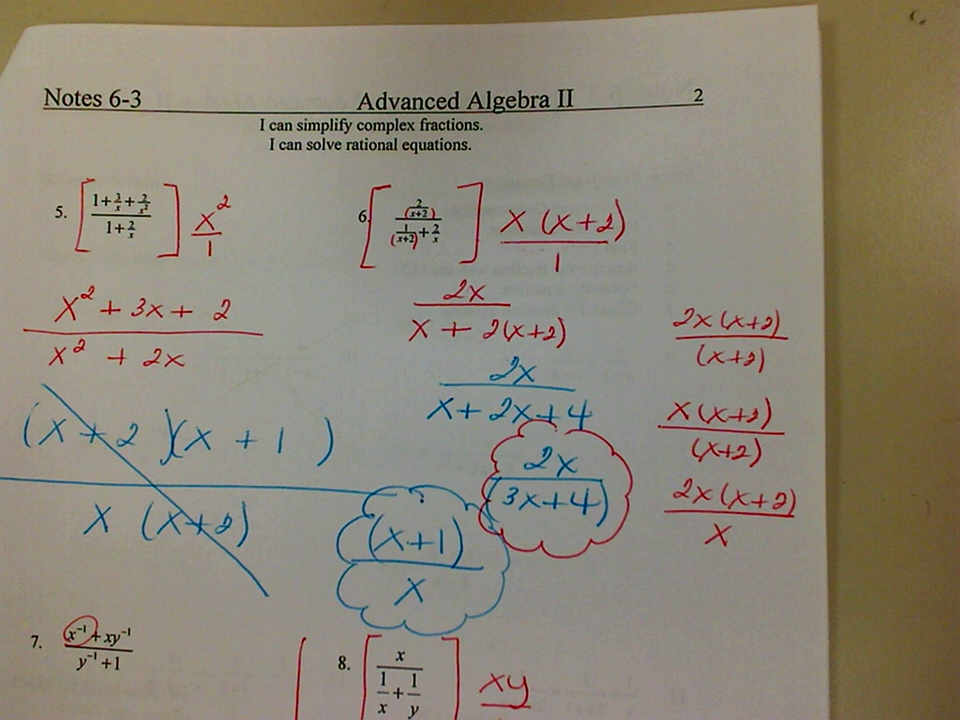 Notes 6-3 Advanced Algebra II 2
I can simplify complex fractions.
I can solve rational equations.
5. [ (1 + 3/x + 2/x²) / (1 + 2/x) ] x²/1
(x² + 3x + 2) / (x² + 2x)
(x + 2)(x + 1) / x (x+2)
(x+1) / x
6. [ (2/(x+2)) / (1/(x+2) + 2/x) ] x (x+2) / 1
2x / (x + 2(x+2))
2x / (x + 2x + 4)
2x / (3x+4)
2x(x+2) / (x+2)
x(x+2) / (x+2)
2x(x+2) / x
7. (x⁻¹ + xy⁻¹) / (y⁻¹ + 1)
8. [ x / (1/x + 1/y) ] xy